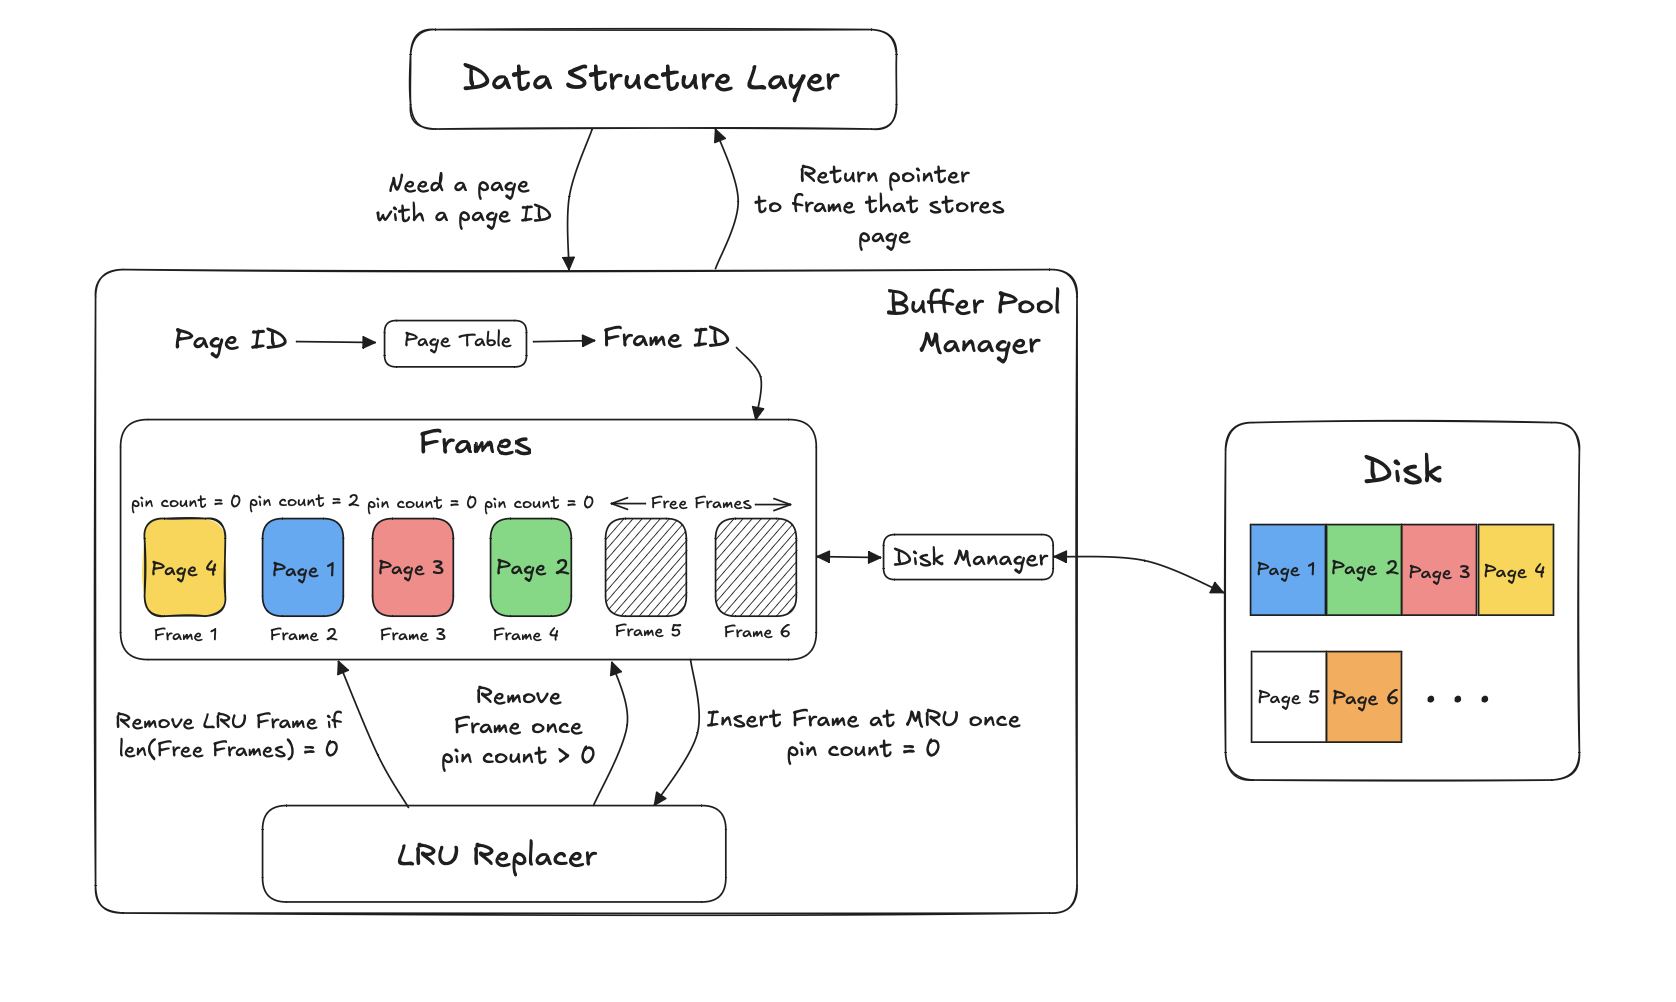 Data Structure Layer
Need a page
with a page ID
Return pointer
to frame that stores
page
Buffer Pool
Manager
Page ID
Page Table
Frame ID
Frames
pin count = 0
pin count = 2
pin count = 0
pin count = 0
Free Frames
Page 4
Page 1
Page 3
Page 2
Frame 1
Frame 2
Frame 3
Frame 4
Frame 5
Frame 6
Disk Manager
Disk
Page 1
Page 2
Page 3
Page 4
Page 5
Page 6
. . .
Remove LRU Frame if
len(Free Frames) = 0
Remove
Frame once
pin count > 0
Insert Frame at MRU once
pin count = 0
LRU Replacer